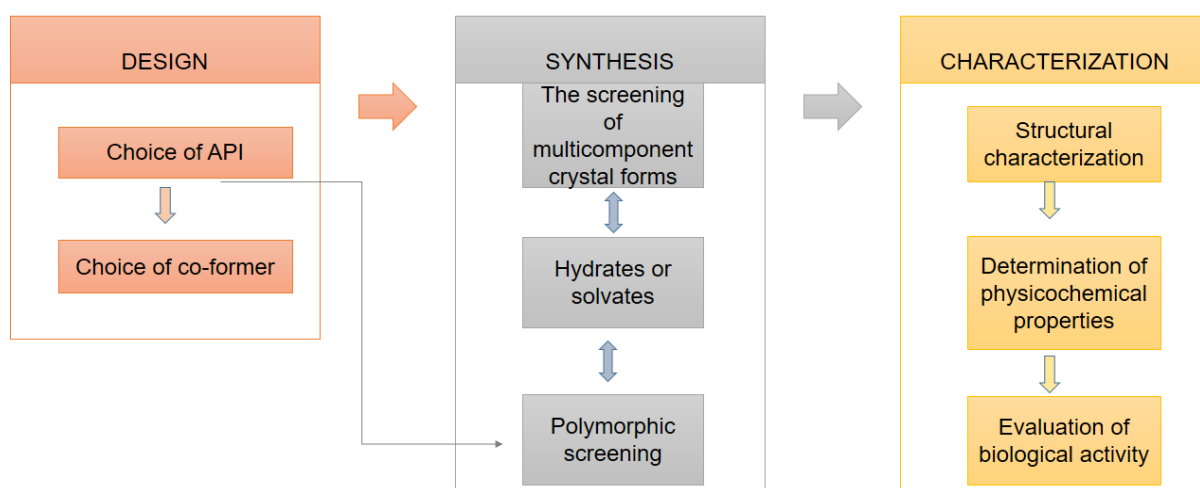 DESIGN
Choice of API
Choice of co-former
SYNTHESIS
The screening
of
multicomponent
crystal forms
Hydrates or
solvates
Polymorphic
screening
CHARACTERIZATION
Structural
characterization
Determination of
physicochemical
properties
Evaluation of
biological activity